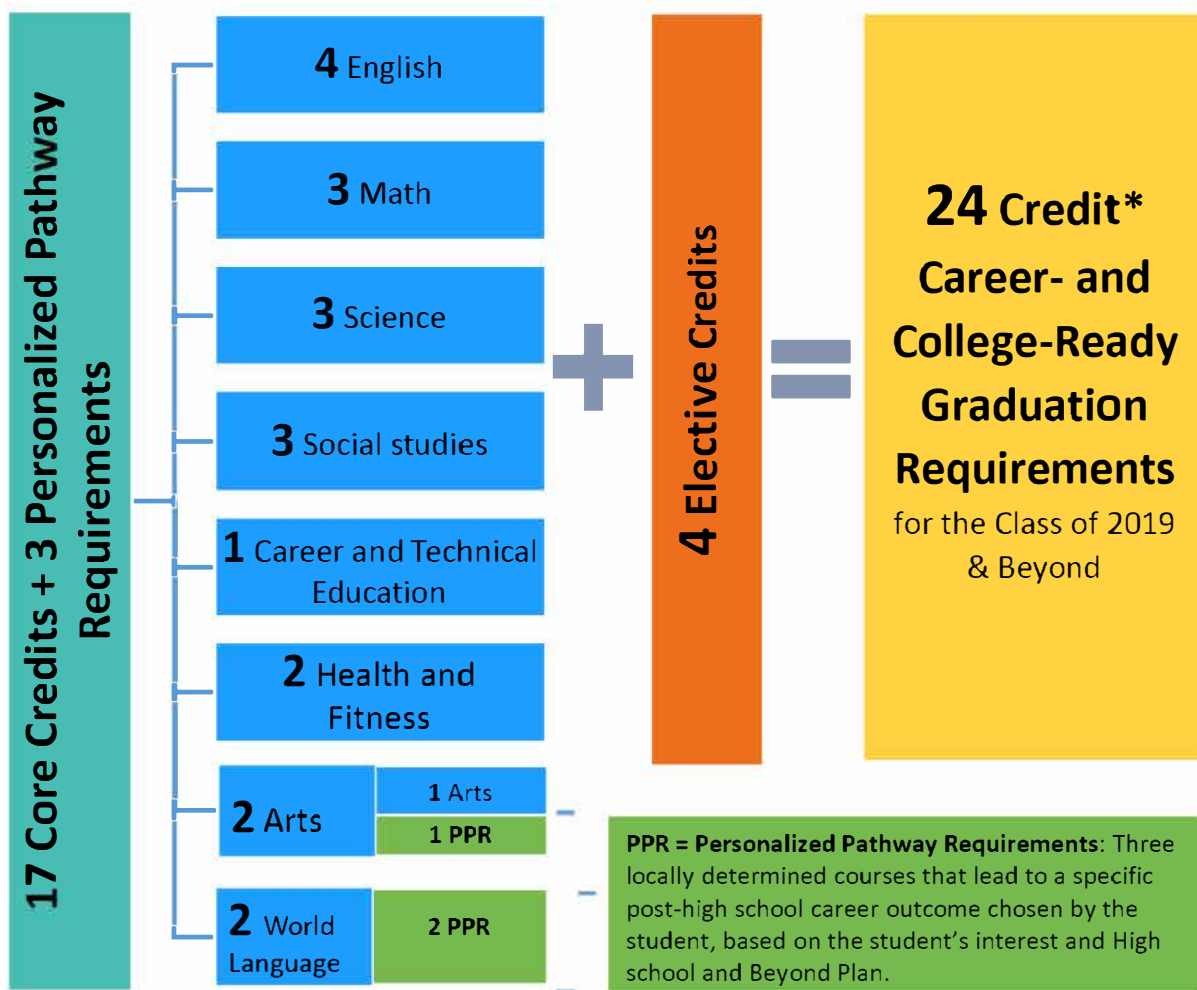 17 Core Credits + 3 Personalized Pathway
Requirements
4 English
3 Math
3 Science
3 Social studies
1 Career and Technical
Education
2 Health and
Fitness
2 Arts
1 Arts
1 PPR
2 World
Language
2 PPR
4 Elective Credits
24 Credit*
Career- and
College-Ready
Graduation
Requirements
for the Class of 2019
& Beyond
PPR = Personalized Pathway Requirements: Three
locally determined courses that lead to a specific
post-high school career outcome chosen by the
student, based on the student’s interest and High
school and Beyond Plan.